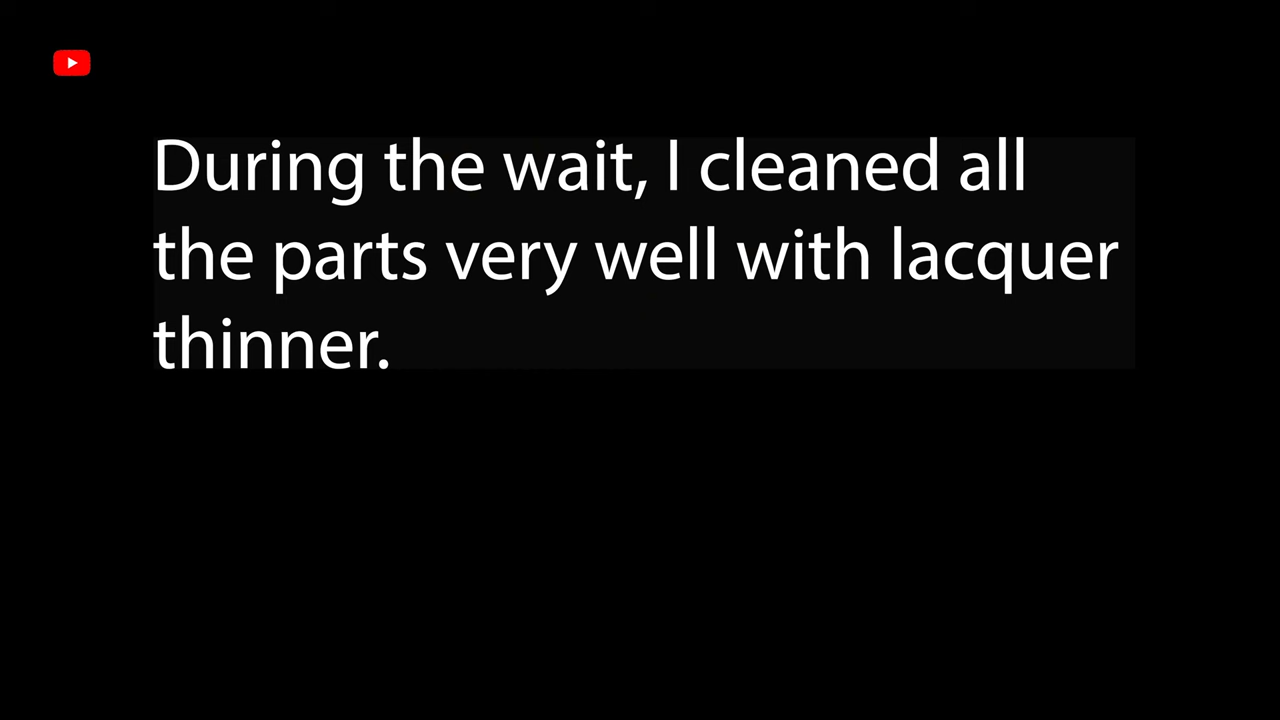 During the wait, I cleaned all
the parts very well with lacquer
thinner.